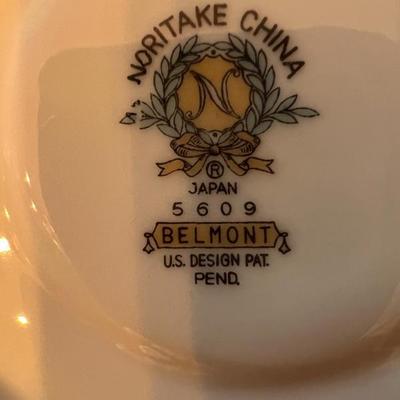 NORITAKE CHINA
N
®
JAPAN
5609
BELMONT
U.S. DESIGN PAT.
PEND.